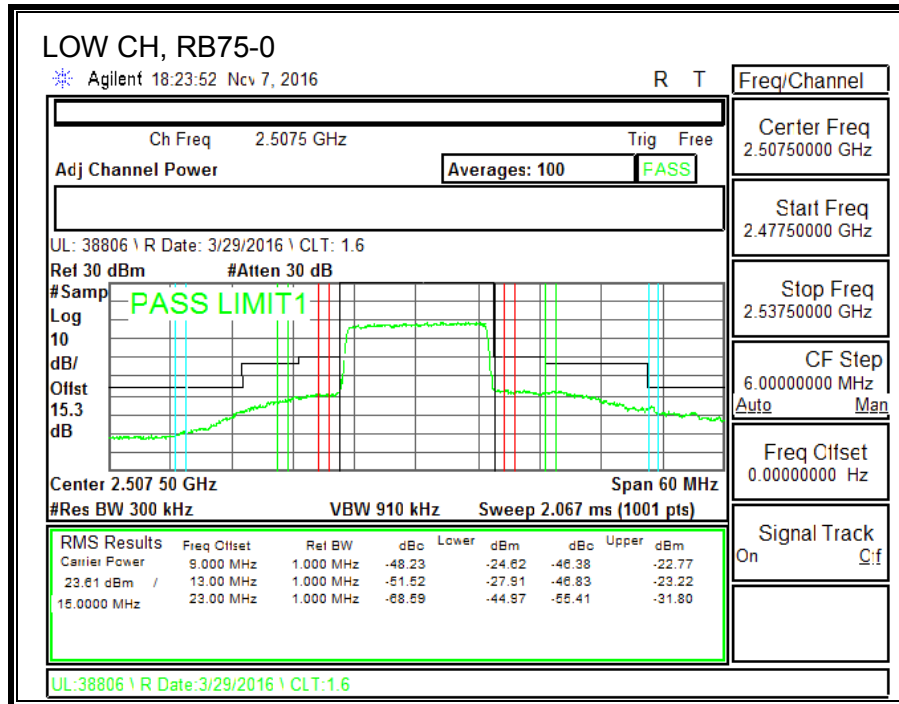 LOW CH, RB75-0
Agilent 18:23:52 Nov 7, 2016 R T
Freq/Channel
Ch Freq 2.5075 GHz Trig Free
Adj Channel Power Averages: 100 PASS
Center Freq
2.50750000 GHz
Start Freq
2.47750000 GHz
Stop Freq
2.53750000 GHz
CF Step
6.00000000 MHz
Auto Man
Freq Offset
0.00000000 Hz
Signal Track
On Off
UL: 38806 \ R Date: 3/29/2016 \ CLT: 1.6
Ref 30 dBm #Atten 30 dB
#Samp
Log
10
dB/
Offst
15.3
dB
PASS LIMIT1
Center 2.507 50 GHz Span 60 MHz
#Res BW 300 kHz VBW 910 kHz Sweep 2.067 ms (1001 pts)
RMS Results Freq Offset Ref BW dBc Lower dBm dBc Upper dBm
Carrier Power 9.000 MHz 1.000 MHz -48.23 -24.62 -46.38 -22.77
23.61 dBm / 13.00 MHz 1.000 MHz -51.52 -27.91 -46.83 -23.22
15.0000 MHz 23.00 MHz 1.000 MHz -68.59 -44.97 -55.41 -31.80
UL:38806 \ R Date:3/29/2016 \ CLT:1.6